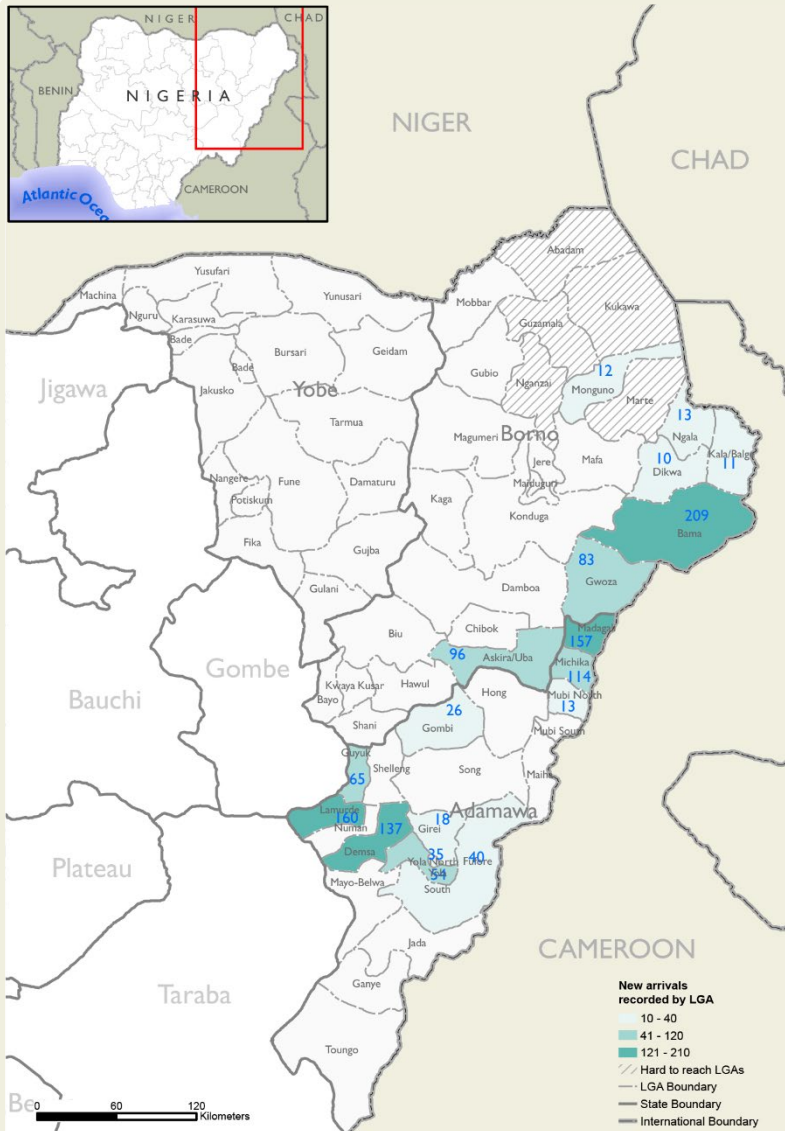 NIGER
CHAD
BENIN
NIGERIA
CAMEROON
Atlantic Ocea
NIGER
CHAD
Abadam
Yusufari
Machina
Yunusari
Mobbar
Kukawa
Nguru
Karasuwa
Guzamala
Bade
Bursari
Geidam
Gubio
12
Bade
Nganzai
Monguno
Jigawa
Jakusko
Yobe
Marte
13
Tarmua
Magumeri
Borno
Ngala
Jere
Mafa
10
Kala/Balge
11
Dikwa
Nangere
Fune
Damaturu
Maiduguri
Potiskum
Kaga
Konduga
209
Bama
Fika
Gujba
83
Gulani
Damboa
Gwoza
Biu
Chibok
Madagali
157
96
Askira/Uba
Michika
114
Gombe
Kwaya Kusar
Hawul
Hong
Mubi North
13
Bauchi
Bayo
26
Shani
Gombi
Mubi South
Guyuk
Shelleng
Song
Maiha
65
Lamurde
160
Adamawa
137
18
Numan
Girei
Demsa
35
40
Plateau
Yola North
Fufore
Yola
54
Mayo-Belwa
South
Jada
CAMEROON
Taraba
Ganye
Toungo
New arrivals
recorded by LGA
10 - 40
41 - 120
121 - 210
Hard to reach LGAs
LGA Boundary
State Boundary
International Boundary
0 60 120
Kilometers